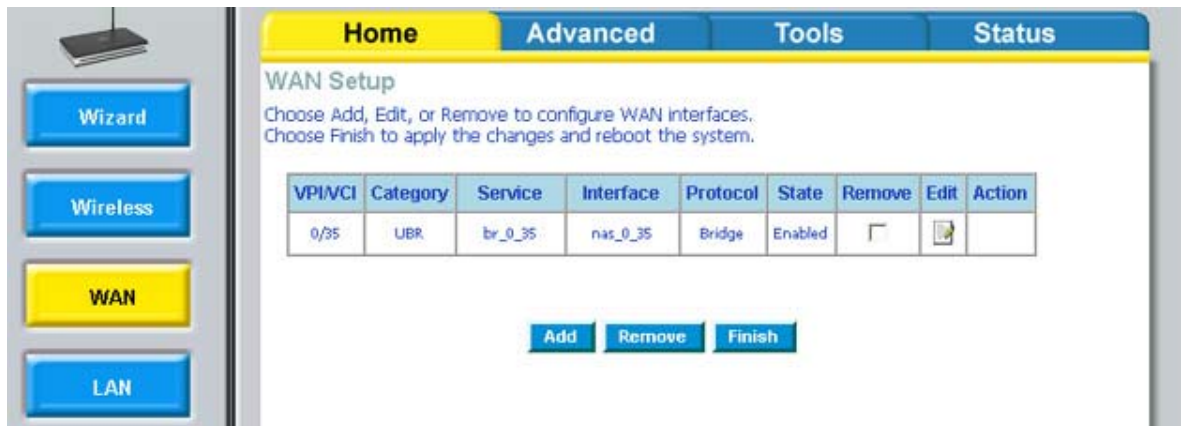 Home Advanced Tools Status
Wizard
Wireless
WAN
LAN
WAN Setup
Choose Add, Edit, or Remove to configure WAN interfaces.
Choose Finish to apply the changes and reboot the system.
VPI/VCI Category Service Interface Protocol State Remove Edit Action
0/35 UBR br_0_35 nas_0_35 Bridge Enabled
Add Remove Finish